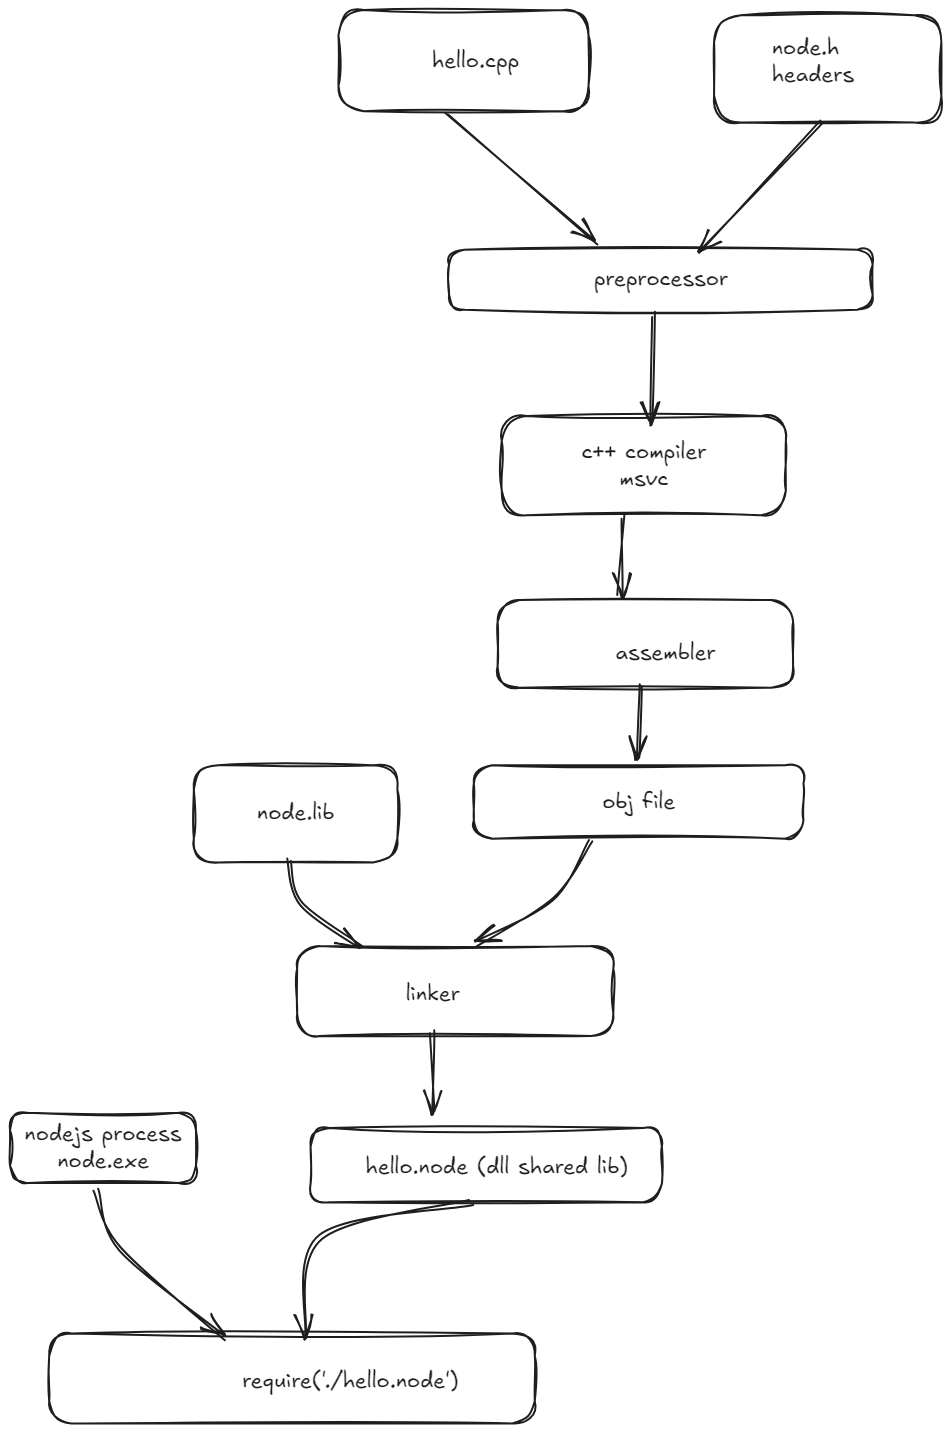 hello.cpp
node.h
headers
preprocessor
c++ compiler
msvc
assembler
node.lib
obj file
linker
nodejs process
node.exe
hello.node (dll shared lib)
require('./hello.node')